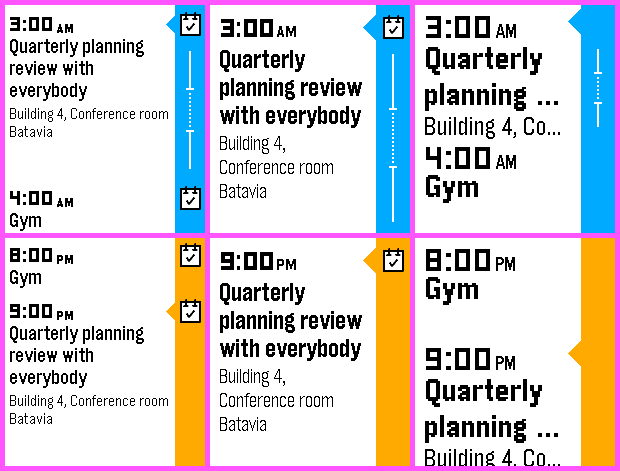 3:00 AM
Quarterly planning
review with
everybody
Building 4, Conference room
Batavia
4:00 AM
Gym
3:00 AM
Quarterly
planning review
with everybody
Building 4,
Conference room
Batavia
3:00 AM
Quarterly
planning ...
Building 4, Co...
4:00 AM
Gym
8:00 PM
Gym
9:00 PM
Quarterly planning
review with
everybody
Building 4, Conference room
Batavia
9:00 PM
Quarterly
planning review
with everybody
Building 4,
Conference room
Batavia
8:00 PM
Gym
9:00 PM
Quarterly
planning ...
Building 4, Co...